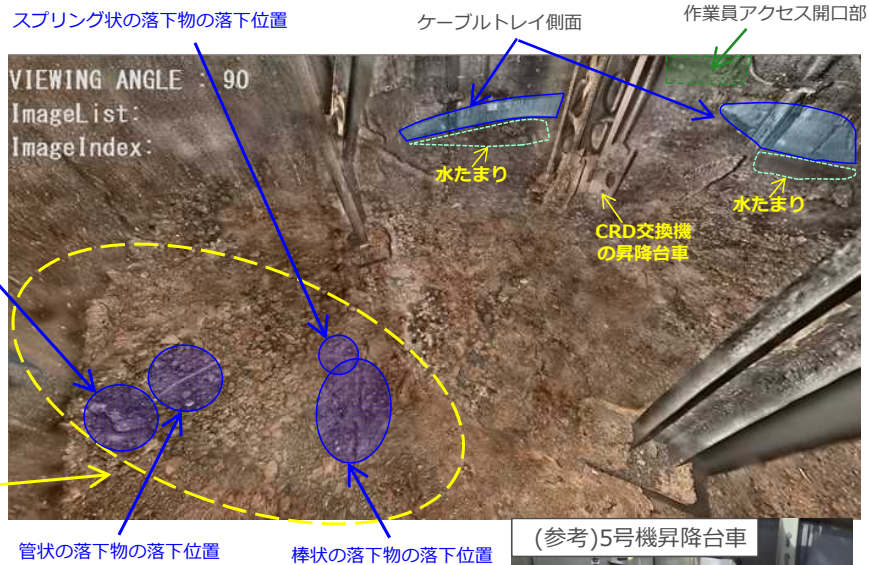 スプリング状の落下物の落下位置
ケーブルトレイ側面
作業員アクセス開口部
VIEWING ANGLE : 90
ImageList:
ImageIndex:
水たまり
水たまり
CRD交換機
の昇降台車
管状の落下物の落下位置
棒状の落下物の落下位置
(参考)5号機昇降台車